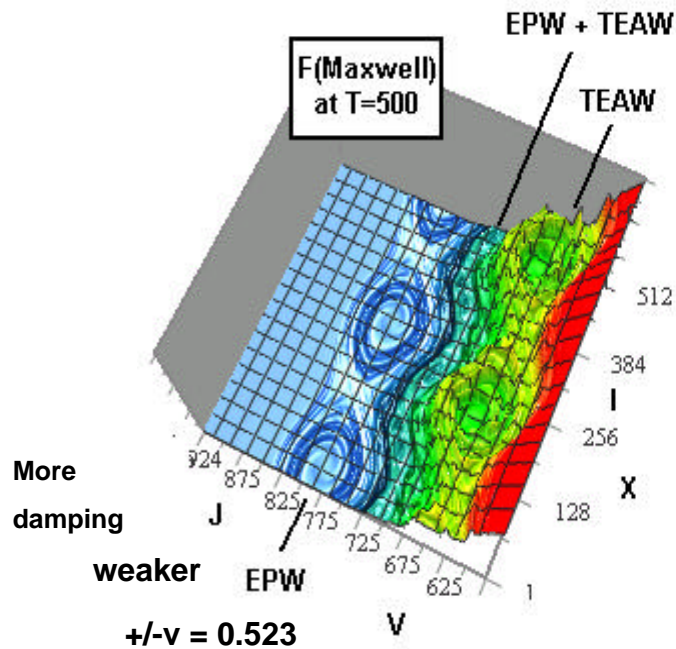 EPW + TEAW
F(Maxwell)
at T=500
TEAW
512
384
I
256
X
128
1
924
875
825
775
725
675
625
J
V
EPW
More
damping
weaker
+/-v = 0.523